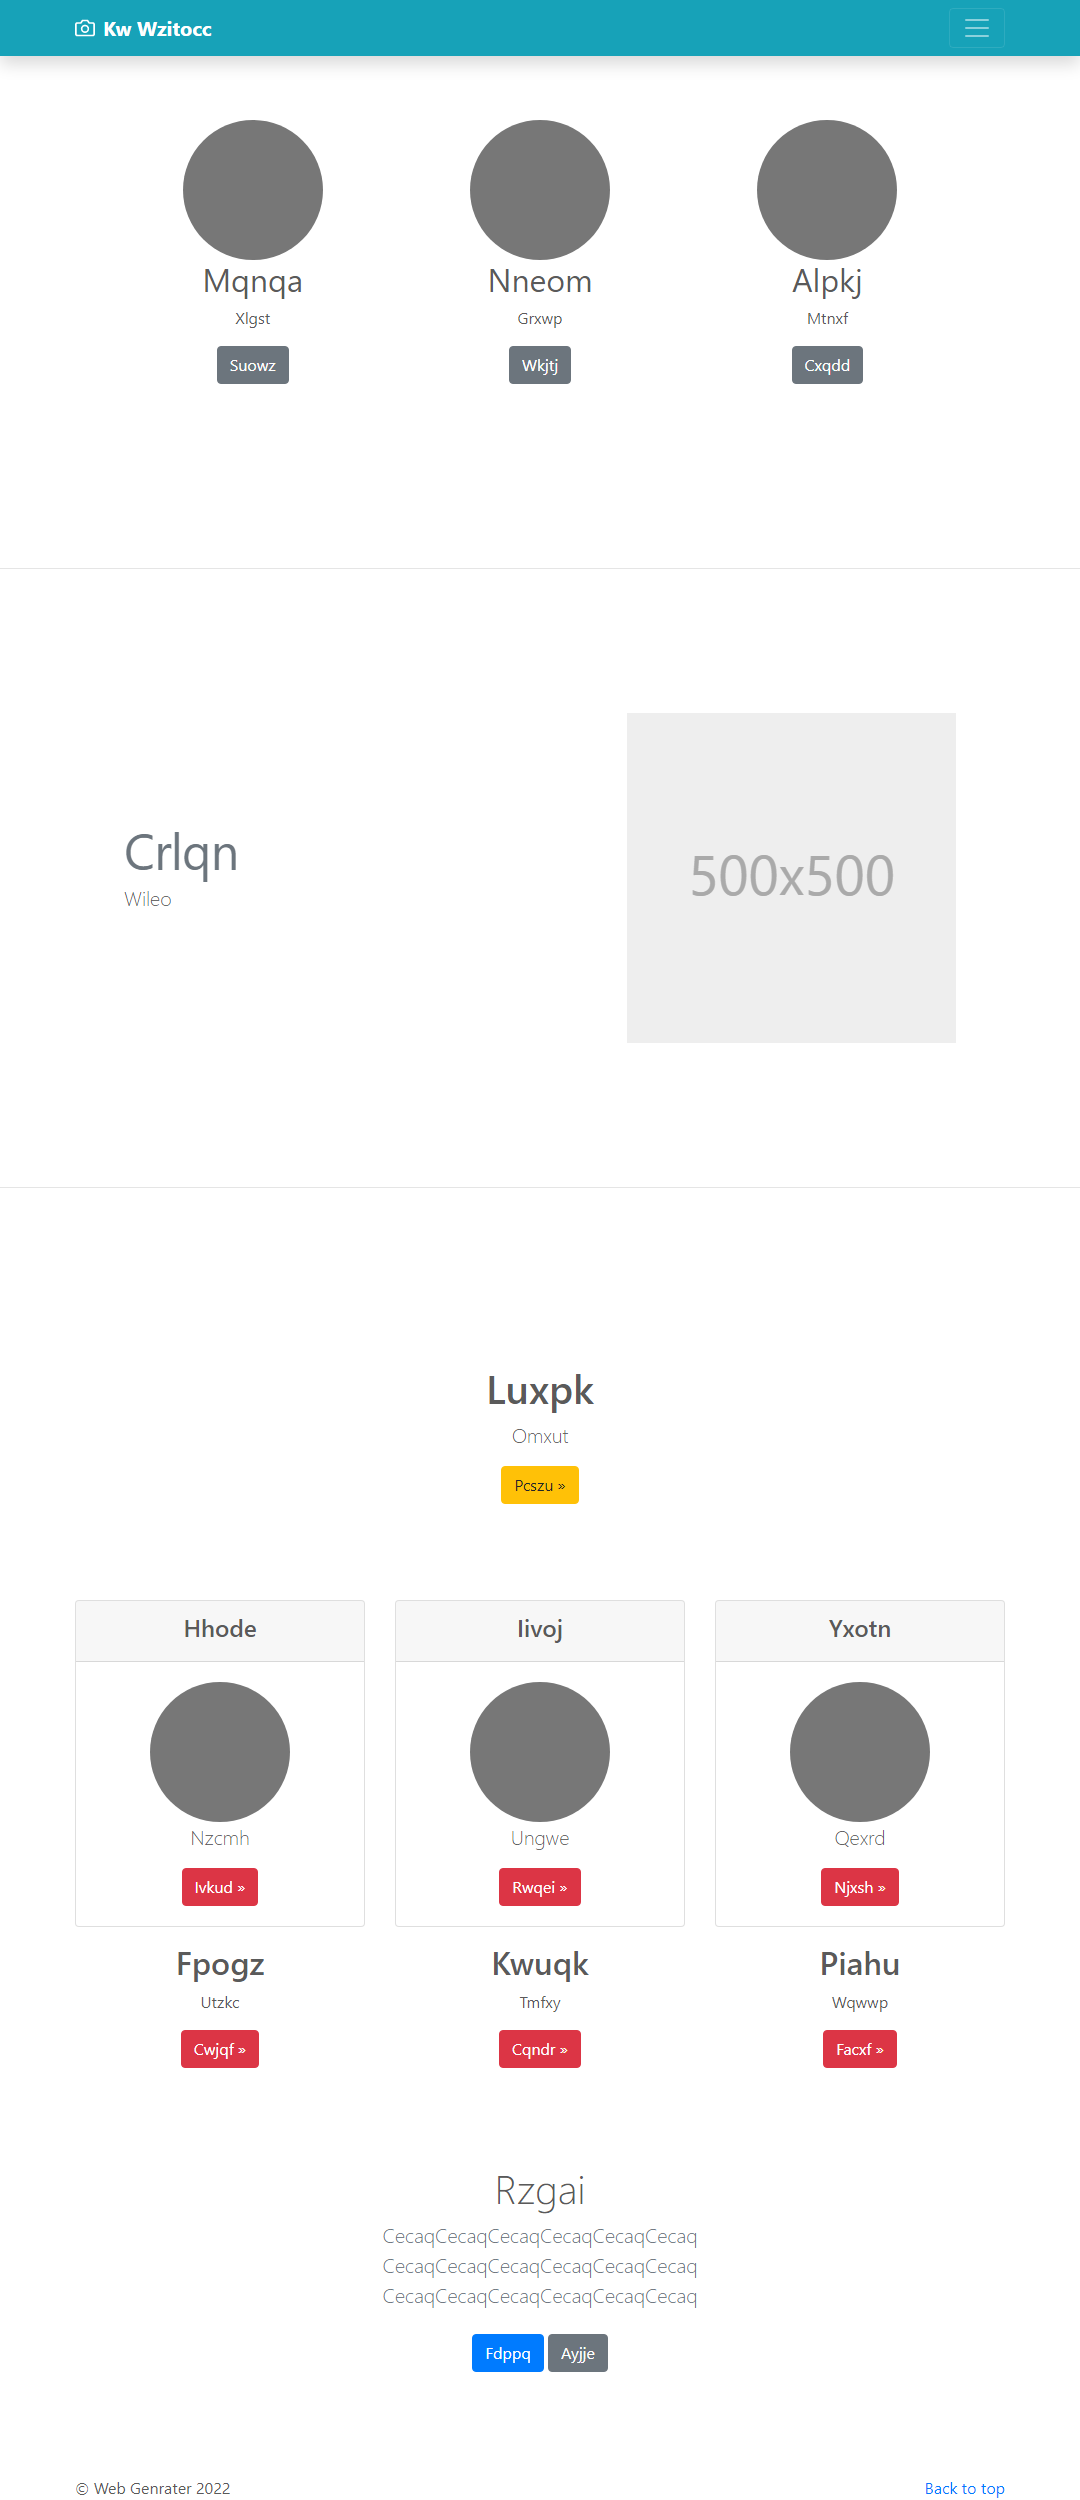 Kw Wzitocc
Mqnqa
Nneom
Alpkj
Xlgst
Grxwp
Mtnxf
Suowz
Wkjtj
Cxqdd
Crlqn
Wileo
500x500
Luxpk
Omxut
Pcszu »
Hhode
Iivoj
Yxotn
Nzcmh
Ungwe
Qexrd
Ivkud »
Rwqei »
Njxsh »
Fpogz
Kwuqk
Piahu
Utzkc
Tmfxy
Wqwwp
Cwjqf »
Cqndr »
Facxf »
Rzgai
CecaqCecaqCecaqCecaqCecaqCecaq
CecaqCecaqCecaqCecaqCecaqCecaq
CecaqCecaqCecaqCecaqCecaqCecaq
Fdppq
Ayjje
© Web Genrater 2022
Back to top